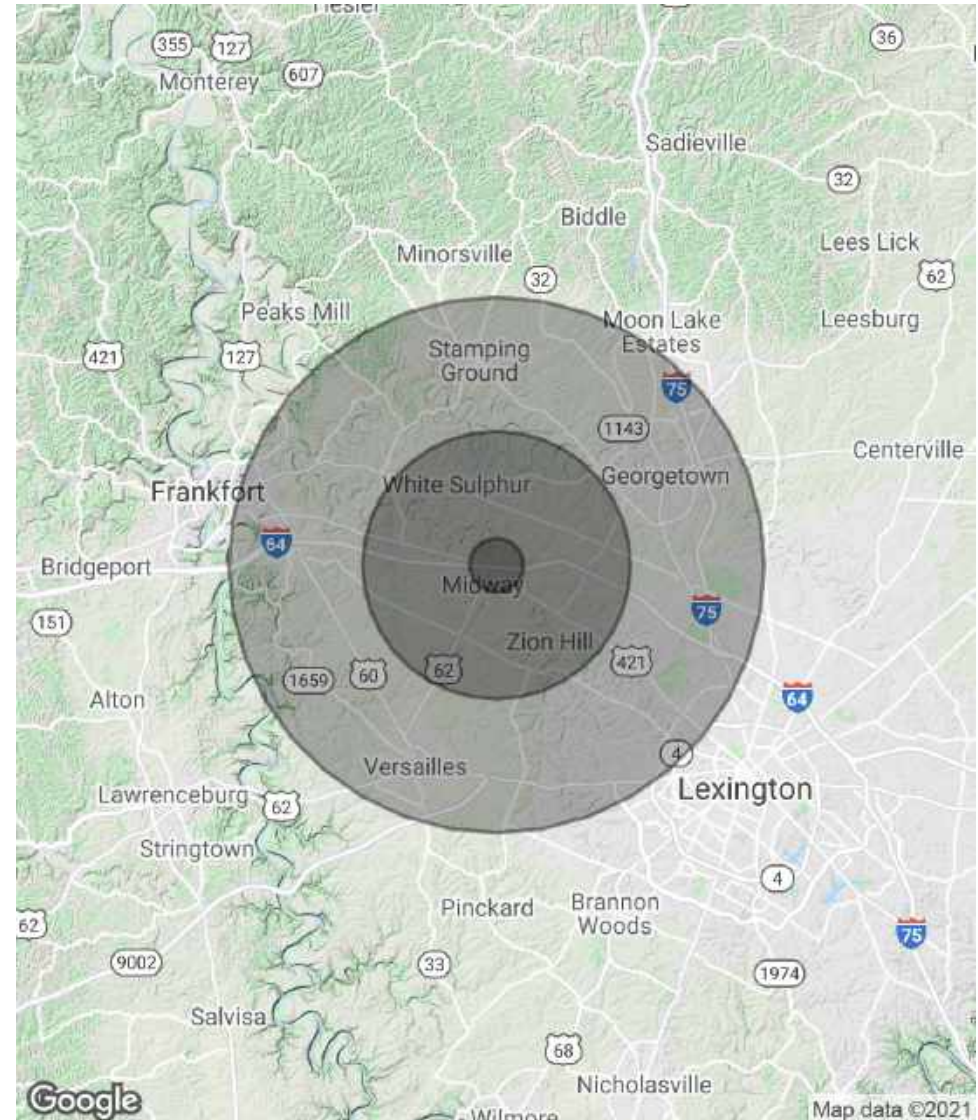 36
355
127
Monterey
607
Sadieville
32
Biddle
Lees Lick
Minorsville
62
32
Peaks Mill
Moon Lake
Estates
Leesburg
Stamping
Ground
421
127
75
1143
Centerville
Georgetown
White Sulphur
Frankfort
64
Bridgeport
Midway
75
151
Zion Hill
421
62
60
1659
Alton
64
4
Versailles
Lexington
Lawrenceburg
62
Stringtown
4
Pinckard
Brannon
Woods
62
75
33
9002
1974
Salvisa
68
Nicholasville
Google
Map data ©2021
Wilmore